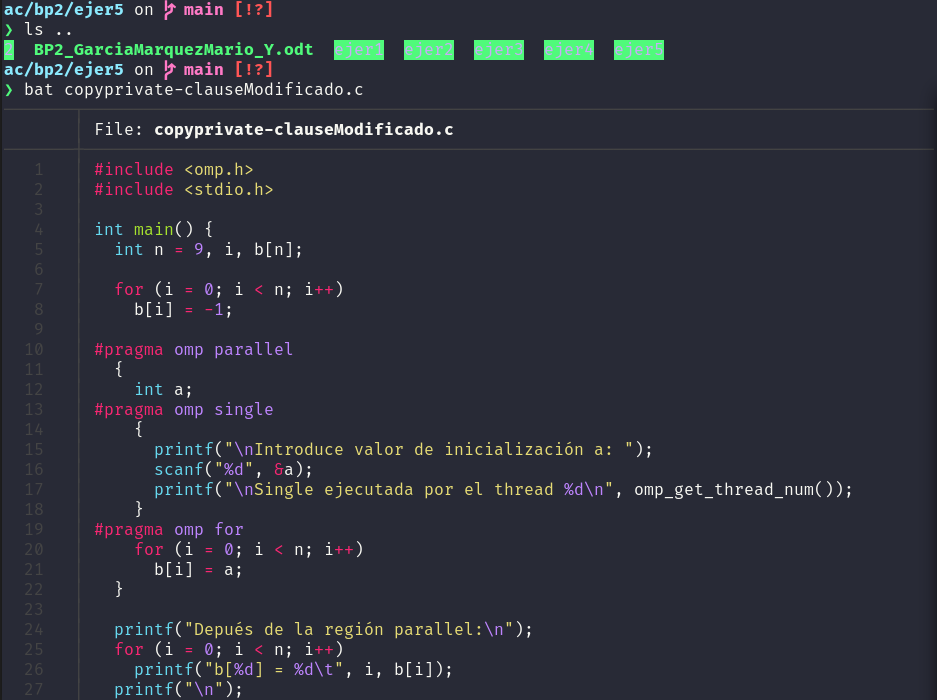 ac/bp2/ejer5 on main [!?]
❯ ls ..
. BP2_GarciaMarquezMario_Y.odt ejer1 ejer2 ejer3 ejer4 ejer5
ac/bp2/ejer5 on main [!?]
❯ bat copyprivate-clauseModificado.c
File: copyprivate-clauseModificado.c
1 #include <omp.h>
2 #include <stdio.h>
3
4 int main() {
5 int n = 9, i, b[n];
6
7 for (i = 0; i < n; i++)
8 b[i] = -1;
9
10 #pragma omp parallel
11 {
12 int a;
13 #pragma omp single
14 {
15 printf("\nIntroduce valor de inicialización a: ");
16 scanf("%d", &a);
17 printf("\nSingle ejecutada por el thread %d\n", omp_get_thread_num());
18 }
19 #pragma omp for
20 for (i = 0; i < n; i++)
21 b[i] = a;
22 }
23
24 printf("Depués de la región parallel:\n");
25 for (i = 0; i < n; i++)
26 printf("b[%d] = %d\t", i, b[i]);
27 printf("\n");